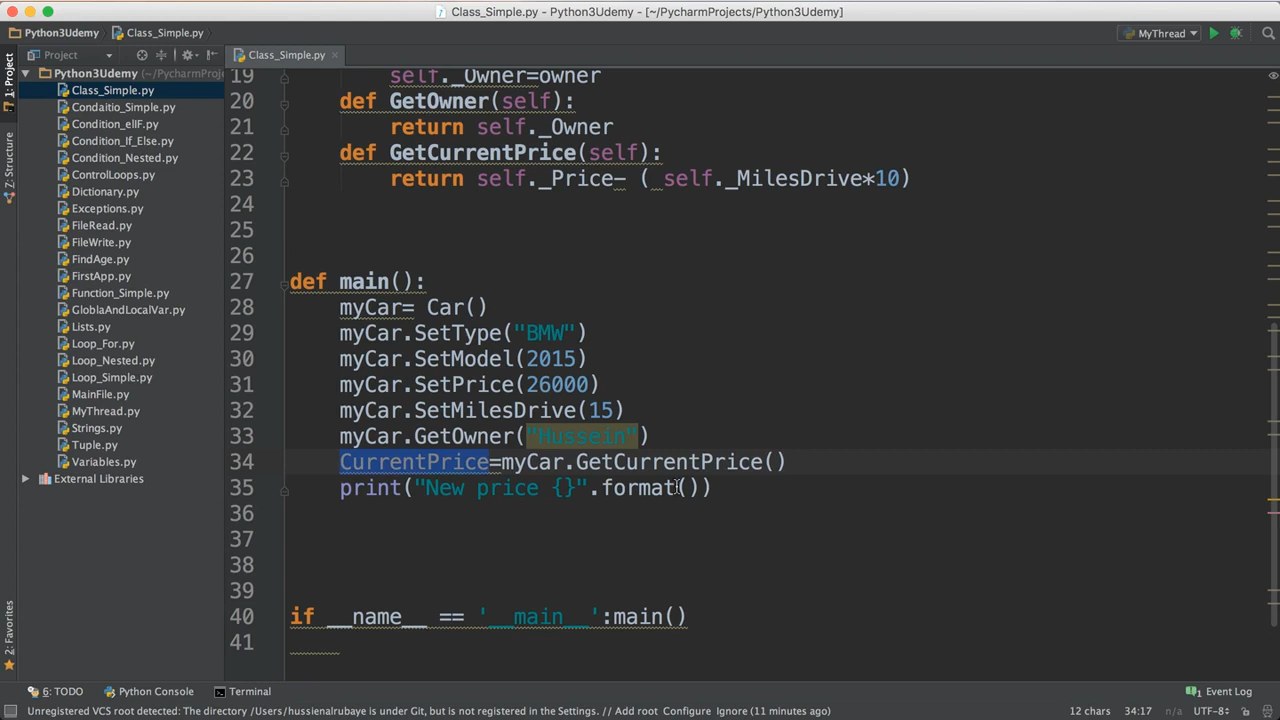 Class_Simple.py - Python3Udemy - [~/PycharmProjects/Python3Udemy]
Python3Udemy Class_Simple.py MyThread
1: Project
Z: Structure
2: Favorites
Project
Class_Simple.py
Python3Udemy (~/PycharmProj
Class_Simple.py
Condaitio_Simple.py
Condition_elIF.py
Condition_If_Else.py
Condition_Nested.py
ControlLoops.py
Dictionary.py
Exceptions.py
FileRead.py
FileWrite.py
FindAge.py
FirstApp.py
Function_Simple.py
GloblaAndLocalVar.py
Lists.py
Loop_For.py
Loop_Nested.py
Loop_Simple.py
MainFile.py
MyThread.py
Strings.py
Tuple.py
Variables.py
External Libraries
19 self._Owner=owner
20 def GetOwner(self):
21 return self._Owner
22 def GetCurrentPrice(self):
23 return self._Price- ( self._MilesDrive*10)
24
25
26
27 def main():
28 myCar= Car()
29 myCar.SetType("BMW")
30 myCar.SetModel(2015)
31 myCar.SetPrice(26000)
32 myCar.SetMilesDrive(15)
33 myCar.GetOwner("Hussein")
34 CurrentPrice=myCar.GetCurrentPrice()
35 print("New price {}".format())
36
37
38
39
40 if __name__ == '__main__':main()
41
6: TODO Python Console Terminal 1 Event Log
Unregistered VCS root detected: The directory /Users/hussienalrubaye is under Git, but is not registered in the Settings. // Add root Configure Ignore (11 minutes ago) 12 chars 34:17 n/a UTF-8